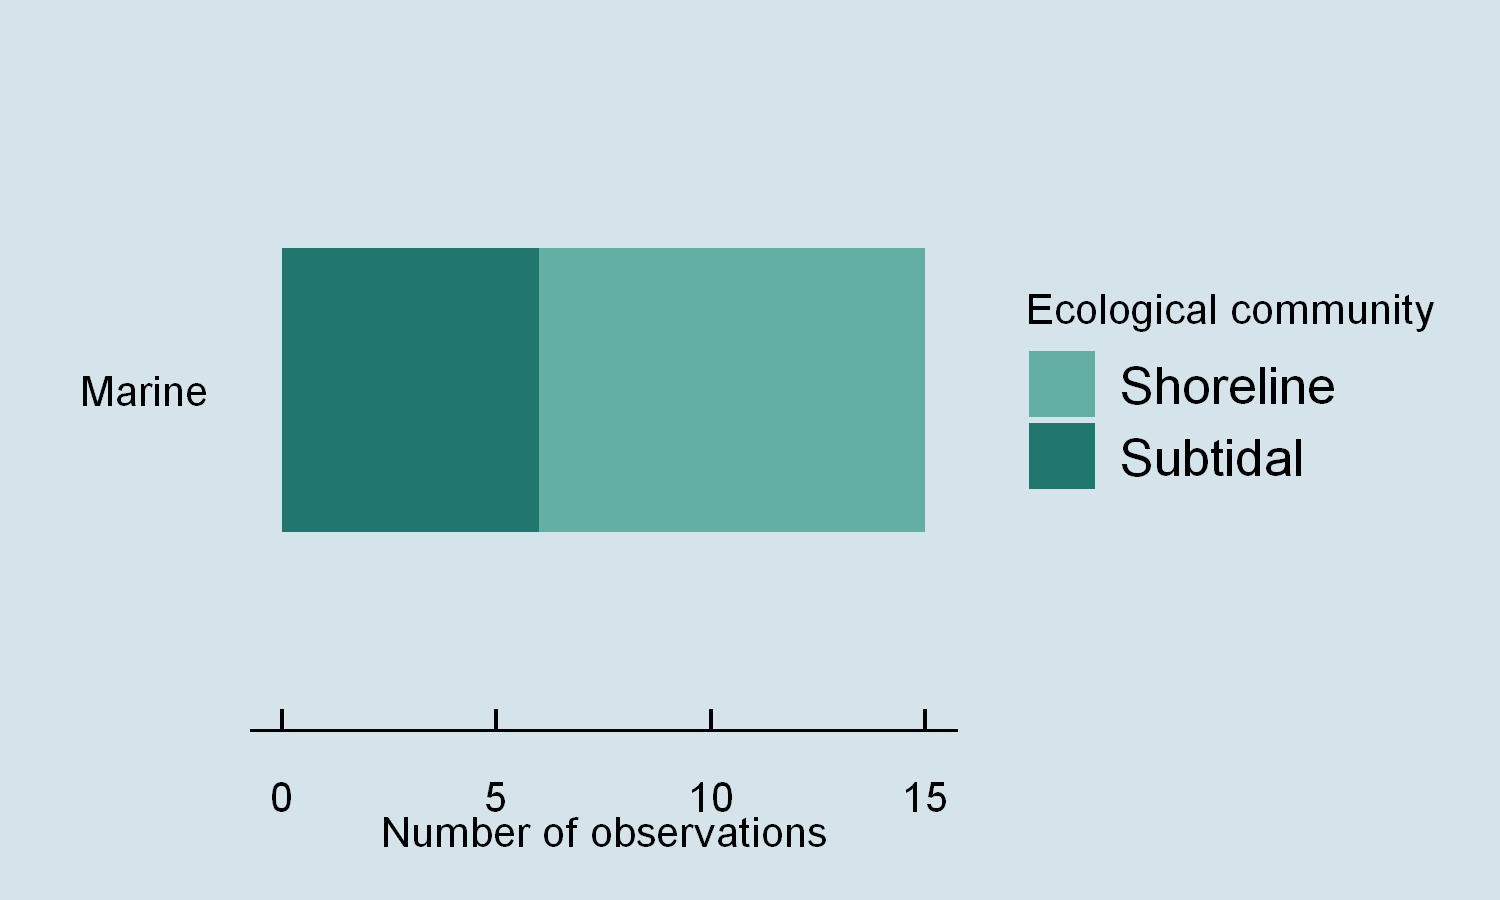 Marine
Ecological community
Shoreline
Subtidal
0 5 10 15
Number of observations